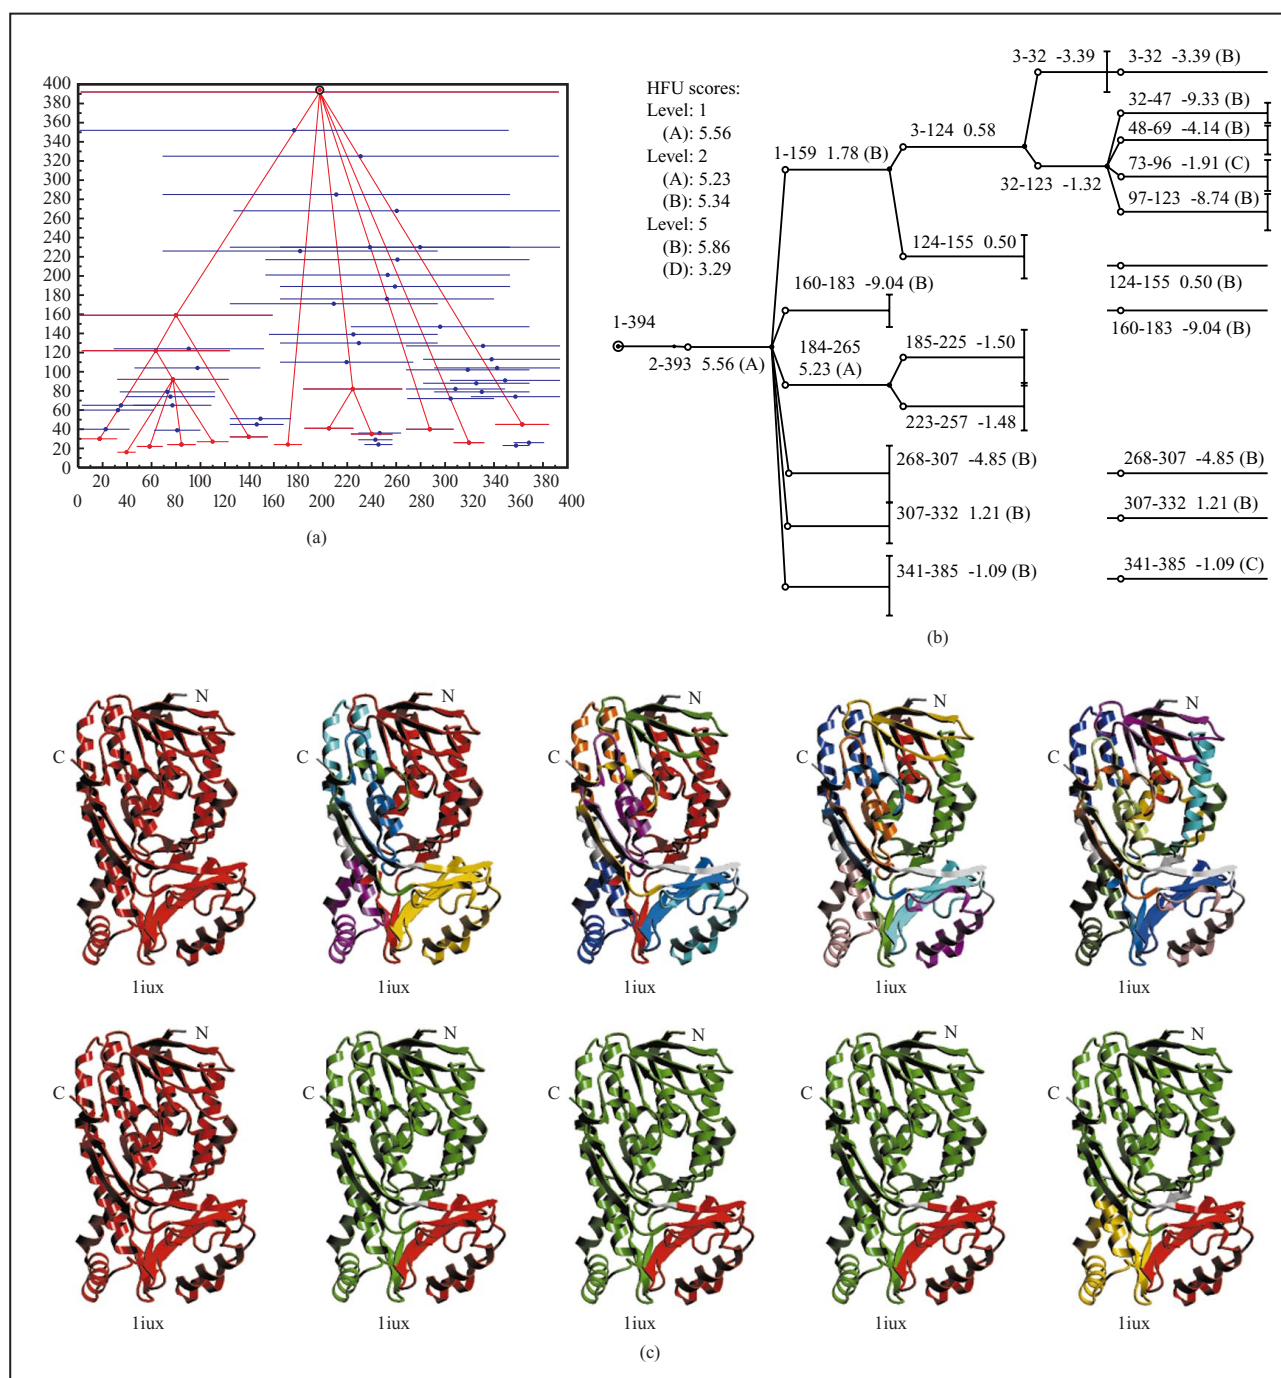 400
380
360
340
320
300
280
260
240
220
200
180
160
140
120
100
80
60
40
20
0
20 60 100 140 180 220 260 300 340 380
0 40 80 120 160 200 240 280 320 360 400
(a)
HFU scores:
Level: 1
(A): 5.56
Level: 2
(A): 5.23
(B): 5.34
Level: 5
(B): 5.86
(D): 3.29
1-394
2-393 5.56 (A)
1-159 1.78 (B)
160-183 -9.04 (B)
184-265
5.23 (A)
268-307 -4.85 (B)
307-332 1.21 (B)
341-385 -1.09 (B)
3-124 0.58
124-155 0.50
185-225 -1.50
223-257 -1.48
3-32 -3.39
32-123 -1.32
3-32 -3.39 (B)
32-47 -9.33 (B)
48-69 -4.14 (B)
73-96 -1.91 (C)
97-123 -8.74 (B)
124-155 0.50 (B)
160-183 -9.04 (B)
268-307 -4.85 (B)
307-332 1.21 (B)
341-385 -1.09 (C)
(b)
N N N N N
C C C C C
1iux 1iux 1iux 1iux 1iux
N N N N N
C C C C C
1iux 1iux 1iux 1iux 1iux
(c)